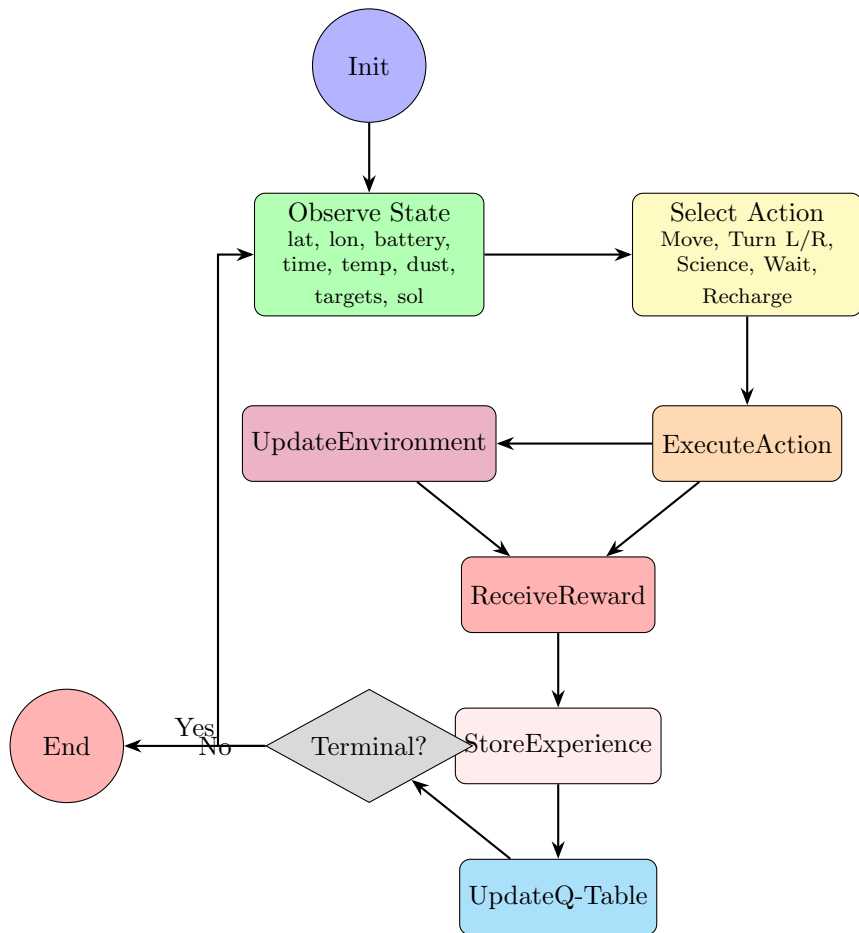 Init
Observe State
lat, lon, battery,
time, temp, dust,
targets, sol
Select Action
Move, Turn L/R,
Science, Wait,
Recharge
UpdateEnvironment
ExecuteAction
ReceiveReward
StoreExperience
Terminal?
Yes
No
End
UpdateQ-Table